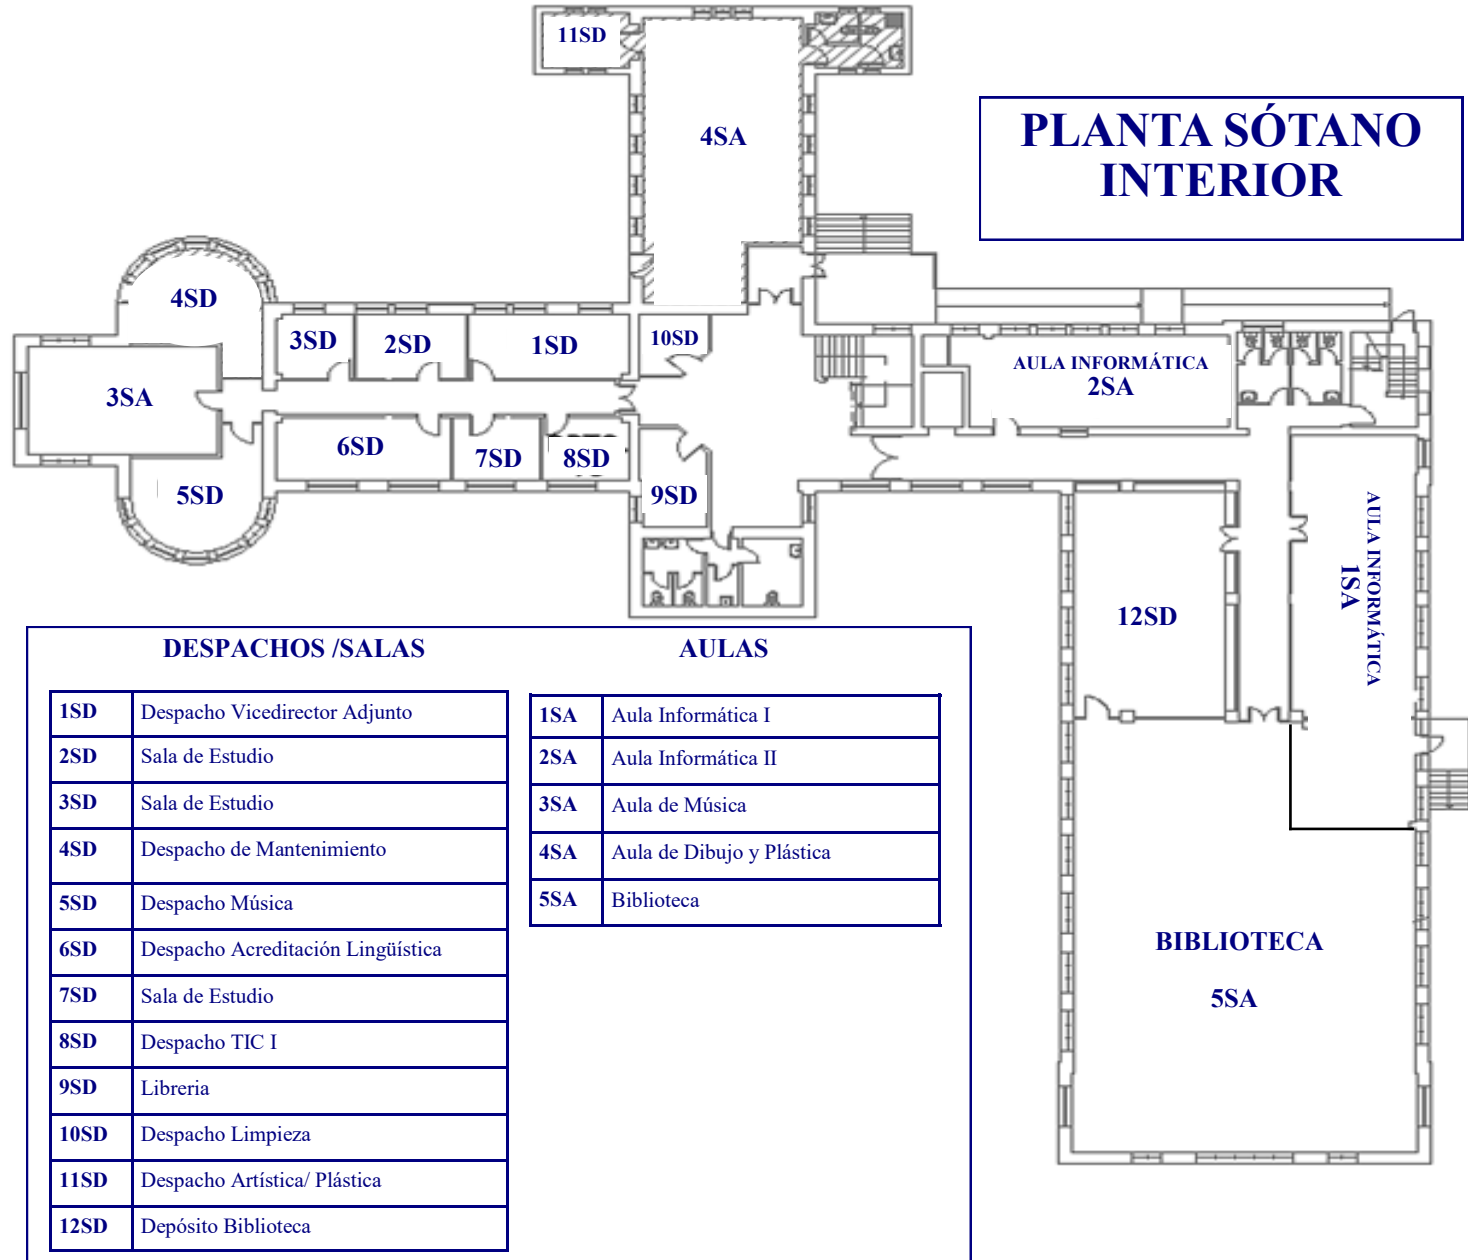 11SD
4SA
PLANTA SÓTANO
INTERIOR
4SD
3SD
2SD
1SD
10SD
AULA INFORMÁTICA
2SA
3SA
6SD
7SD
8SD
5SD
9SD
AULA INFORMÁTICA
1SA
12SD
BIBLIOTECA
5SA
DESPACHOS /SALAS
1SD Despacho Vicedirector Adjunto
2SD Sala de Estudio
3SD Sala de Estudio
4SD Despacho de Mantenimiento
5SD Despacho Música
6SD Despacho Acreditación Lingüística
7SD Sala de Estudio
8SD Despacho TIC I
9SD Libreria
10SD Despacho Limpieza
11SD Despacho Artística/ Plástica
12SD Depósito Biblioteca
AULAS
1SA Aula Informática I
2SA Aula Informática II
3SA Aula de Música
4SA Aula de Dibujo y Plástica
5SA Biblioteca